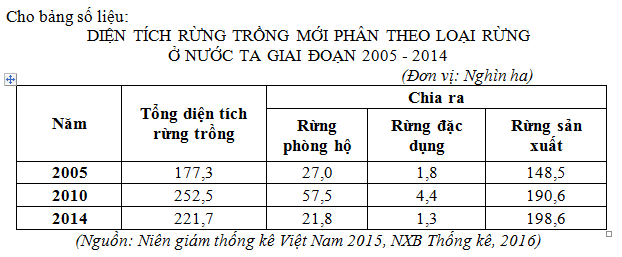 Cho bảng số liệu:
DIỆN TÍCH RỪNG TRỒNG MỚI PHÂN THEO LOẠI RỪNG
Ở NƯỚC TA GIAI ĐOẠN 2005 - 2014
(Đơn vị: Nghìn ha)
Năm Tổng diện tích rừng trồng Chia ra
Rừng phòng hộ Rừng đặc dụng Rừng sản xuất
2005 177,3 27,0 1,8 148,5
2010 252,5 57,5 4,4 190,6
2014 221,7 21,8 1,3 198,6
(Nguồn: Niên giám thống kê Việt Nam 2015, NXB Thống kê, 2016)